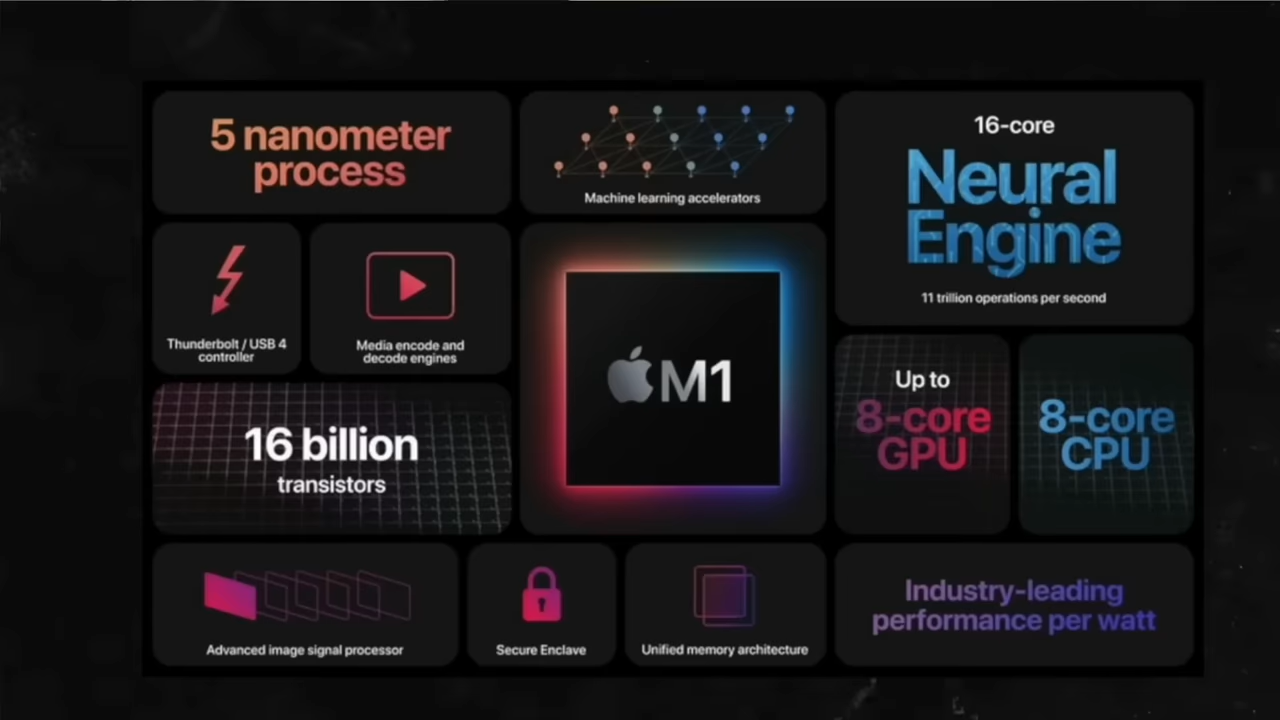 5 nanometer
process
Machine learning accelerators
16-core
Neural
Engine
11 trillion operations per second
Thunderbolt / USB 4
controller
Media encode and
decode engines
M1
Up to
8-core
GPU
8-core
CPU
16 billion
transistors
Advanced image signal processor
Secure Enclave
Unified memory architecture
Industry-leading
performance per watt